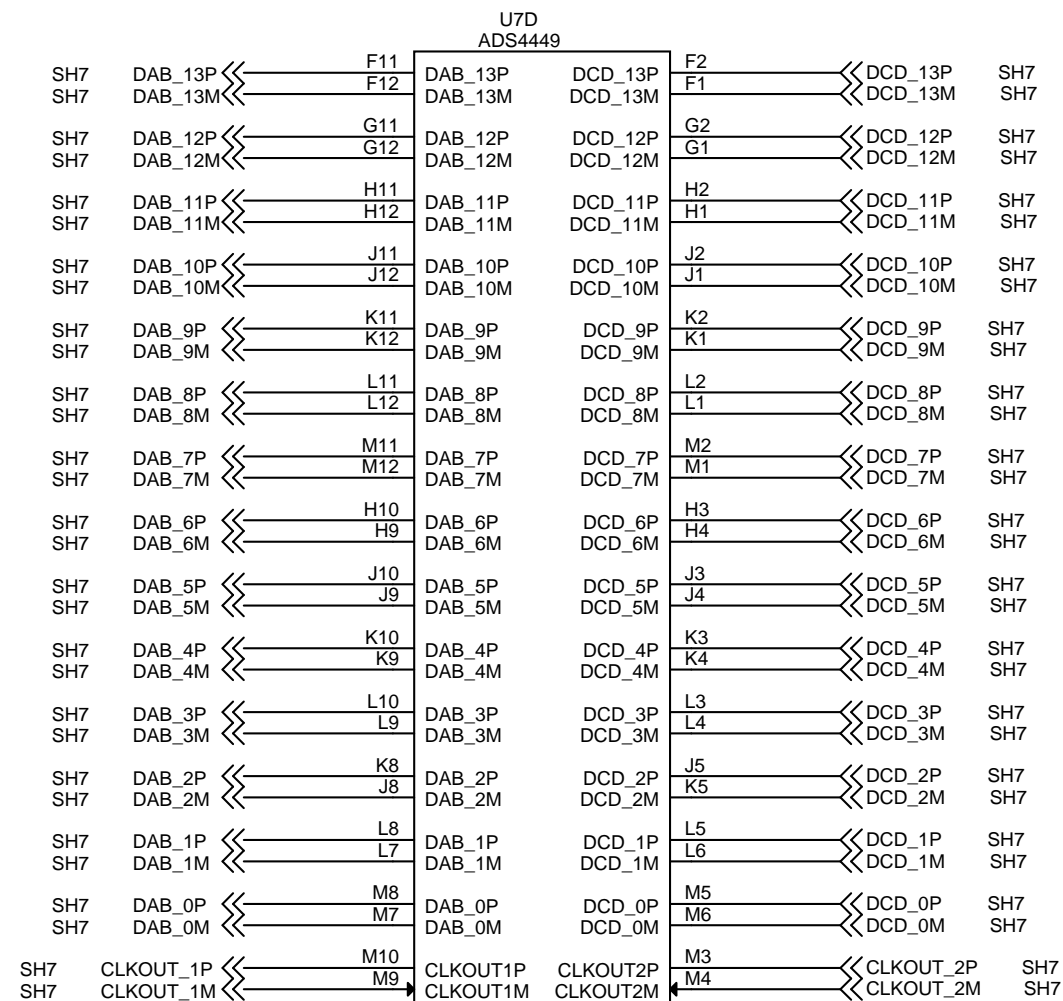 U7D
ADS4449
SH7 DAB_13P F11 DAB_13P DCD_13P F2 DCD_13P SH7
SH7 DAB_13M F12 DAB_13M DCD_13M F1 DCD_13M SH7
SH7 DAB_12P G11 DAB_12P DCD_12P G2 DCD_12P SH7
SH7 DAB_12M G12 DAB_12M DCD_12M G1 DCD_12M SH7
SH7 DAB_11P H11 DAB_11P DCD_11P H2 DCD_11P SH7
SH7 DAB_11M H12 DAB_11M DCD_11M H1 DCD_11M SH7
SH7 DAB_10P J11 DAB_10P DCD_10P J2 DCD_10P SH7
SH7 DAB_10M J12 DAB_10M DCD_10M J1 DCD_10M SH7
SH7 DAB_9P K11 DAB_9P DCD_9P K2 DCD_9P SH7
SH7 DAB_9M K12 DAB_9M DCD_9M K1 DCD_9M SH7
SH7 DAB_8P L11 DAB_8P DCD_8P L2 DCD_8P SH7
SH7 DAB_8M L12 DAB_8M DCD_8M L1 DCD_8M SH7
SH7 DAB_7P M11 DAB_7P DCD_7P M2 DCD_7P SH7
SH7 DAB_7M M12 DAB_7M DCD_7M M1 DCD_7M SH7
SH7 DAB_6P H10 DAB_6P DCD_6P H3 DCD_6P SH7
SH7 DAB_6M H9 DAB_6M DCD_6M H4 DCD_6M SH7
SH7 DAB_5P J10 DAB_5P DCD_5P J3 DCD_5P SH7
SH7 DAB_5M J9 DAB_5M DCD_5M J4 DCD_5M SH7
SH7 DAB_4P K10 DAB_4P DCD_4P K3 DCD_4P SH7
SH7 DAB_4M K9 DAB_4M DCD_4M K4 DCD_4M SH7
SH7 DAB_3P L10 DAB_3P DCD_3P L3 DCD_3P SH7
SH7 DAB_3M L9 DAB_3M DCD_3M L4 DCD_3M SH7
SH7 DAB_2P K8 DAB_2P DCD_2P J5 DCD_2P SH7
SH7 DAB_2M J8 DAB_2M DCD_2M K5 DCD_2M SH7
SH7 DAB_1P L8 DAB_1P DCD_1P L5 DCD_1P SH7
SH7 DAB_1M L7 DAB_1M DCD_1M L6 DCD_1M SH7
SH7 DAB_0P M8 DAB_0P DCD_0P M5 DCD_0P SH7
SH7 DAB_0M M7 DAB_0M DCD_0M M6 DCD_0M SH7
SH7 CLKOUT_1P M10 CLKOUT1P CLKOUT2P M3 CLKOUT_2P SH7
SH7 CLKOUT_1M M9 CLKOUT1M CLKOUT2M M4 CLKOUT_2M SH7